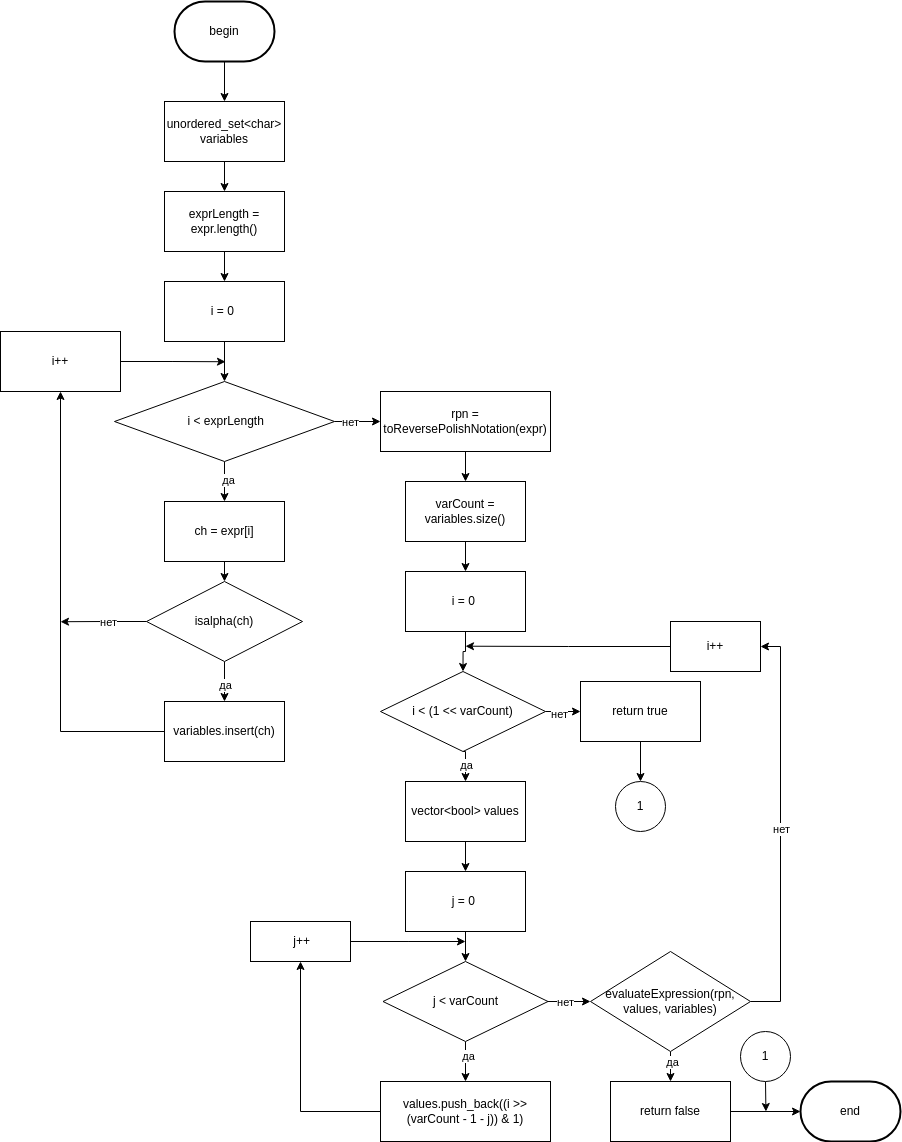 begin
unordered_set<char>
variables
exprLength =
expr.length()
i = 0
i++
i < exprLength
нет
да
ch = expr[i]
isalpha(ch)
нет
да
variables.insert(ch)
rpn =
toReversePolishNotation(expr)
varCount =
variables.size()
i = 0
i++
i < (1 << varCount)
нет
return true
1
да
vector<bool> values
j = 0
j++
j < varCount
нет
да
values.push_back((i >>
(varCount - 1 - j)) & 1)
evaluateExpression(rpn,
values, variables)
нет
да
return false
1
end